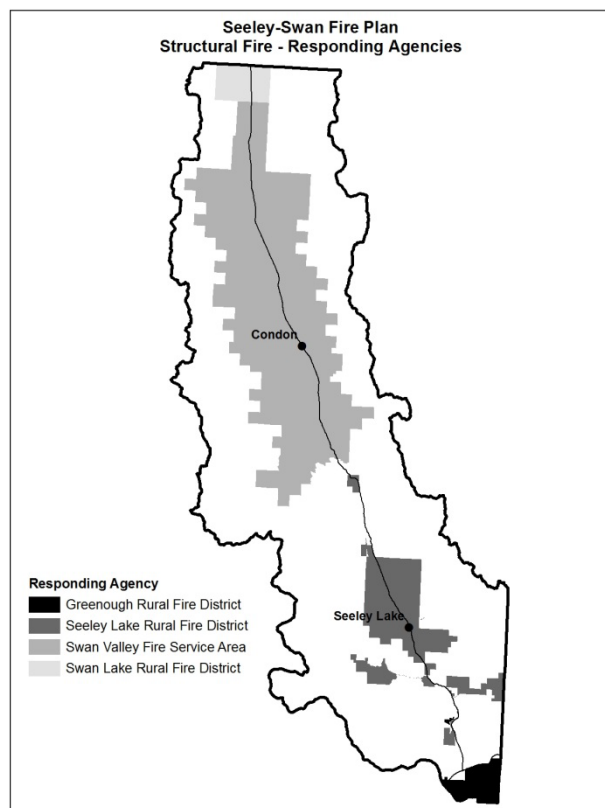 Seeley-Swan Fire Plan
Structural Fire - Responding Agencies
Condon
Seeley Lake
Responding Agency
Greenough Rural Fire District
Seeley Lake Rural Fire District
Swan Valley Fire Service Area
Swan Lake Rural Fire District